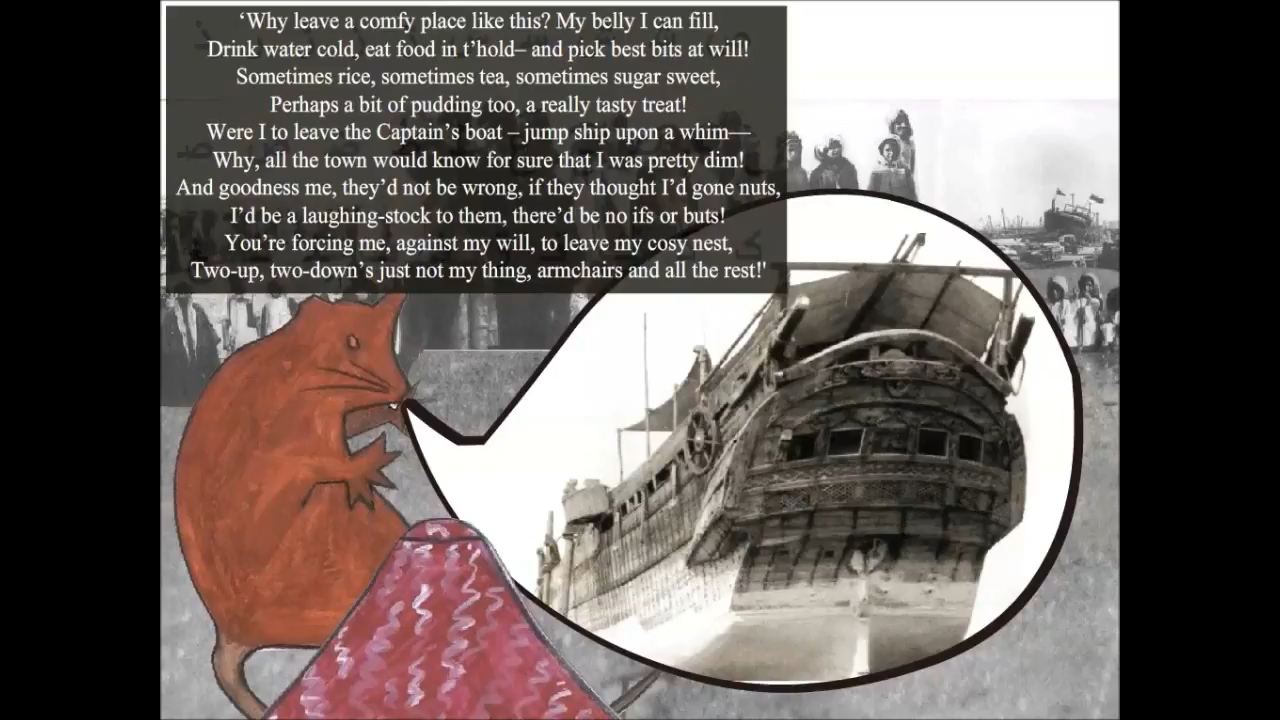 ‘Why leave a comfy place like this? My belly I can fill,
Drink water cold, eat food in t’hold– and pick best bits at will!
Sometimes rice, sometimes tea, sometimes sugar sweet,
Perhaps a bit of pudding too, a really tasty treat!
Were I to leave the Captain’s boat – jump ship upon a whim—
Why, all the town would know for sure that I was pretty dim!
And goodness me, they’d not be wrong, if they thought I’d gone nuts,
I’d be a laughing-stock to them, there’d be no ifs or buts!
You’re forcing me, against my will, to leave my cosy nest,
Two-up, two-down’s just not my thing, armchairs and all the rest!'